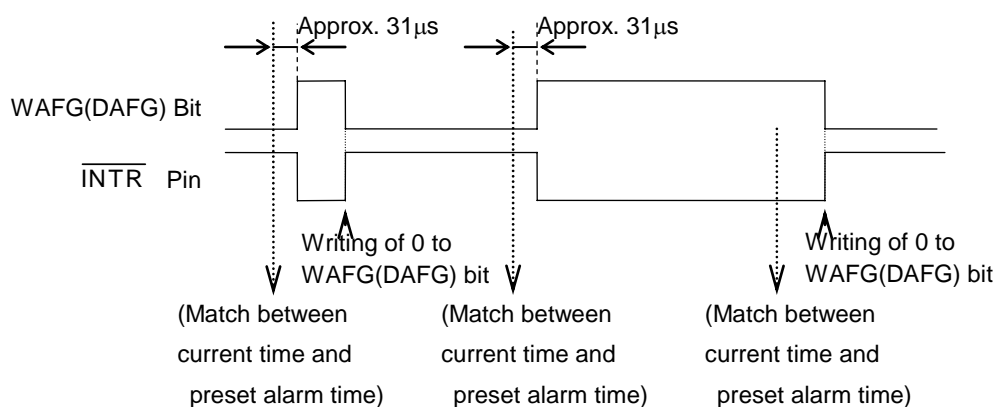 Approx. 31μs
Approx. 31μs
WAFG(DAFG) Bit
INTR Pin
Writing of 0 to
WAFG(DAFG) bit
Writing of 0 to
WAFG(DAFG) bit
(Match between
current time and
preset alarm time)
(Match between
current time and
preset alarm time)
(Match between
current time and
preset alarm time)